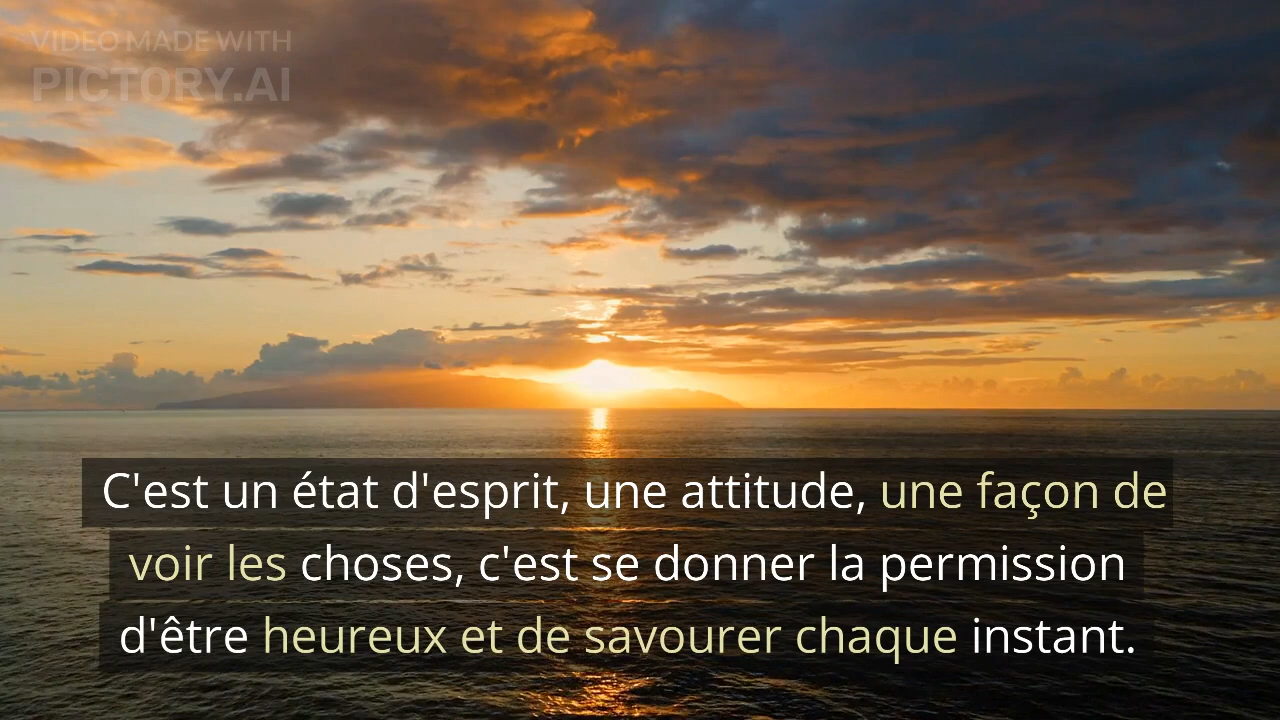 VIDEO MADE WITH
PICTORY.AI
C'est un état d'esprit, une attitude, une façon de
voir les choses, c'est se donner la permission
d'être heureux et de savourer chaque instant.